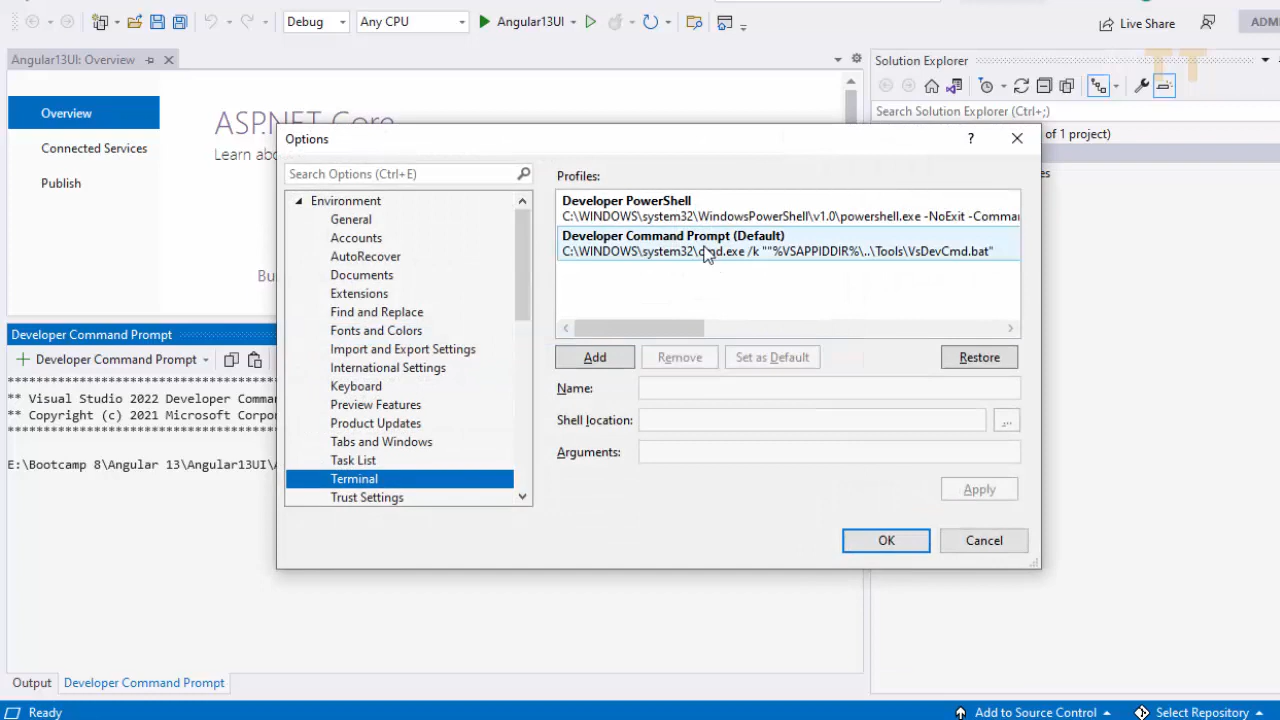 Debug
Any CPU
Angular13UI
Live Share
ADM
Angular13UI: Overview
Solution Explorer
TT
Overview
Connected Services
Publish
ASP.NET Core
Learn abo
Bu
Search Solution Explorer (Ctrl+;)
of 1 project)
es
Options
?
Search Options (Ctrl+E)
Environment
General
Accounts
AutoRecover
Documents
Extensions
Find and Replace
Fonts and Colors
Import and Export Settings
International Settings
Keyboard
Preview Features
Product Updates
Tabs and Windows
Task List
Terminal
Trust Settings
Profiles:
Developer PowerShell
C:\WINDOWS\system32\WindowsPowerShell\v1.0\powershell.exe -NoExit -Comman
Developer Command Prompt (Default)
C:\WINDOWS\system32\cmd.exe /k ""%VSAPPIDDIR%\..\Tools\VsDevCmd.bat"
Add
Remove
Set as Default
Restore
Name:
Shell location:
...
Arguments:
Apply
OK
Cancel
Developer Command Prompt
Developer Command Prompt
**********************************
** Visual Studio 2022 Developer Comma
** Copyright (c) 2021 Microsoft Corpor
**********************************
E:\Bootcamp 8\Angular 13\Angular13UI\A
Output
Developer Command Prompt
Ready
Add to Source Control
Select Repository